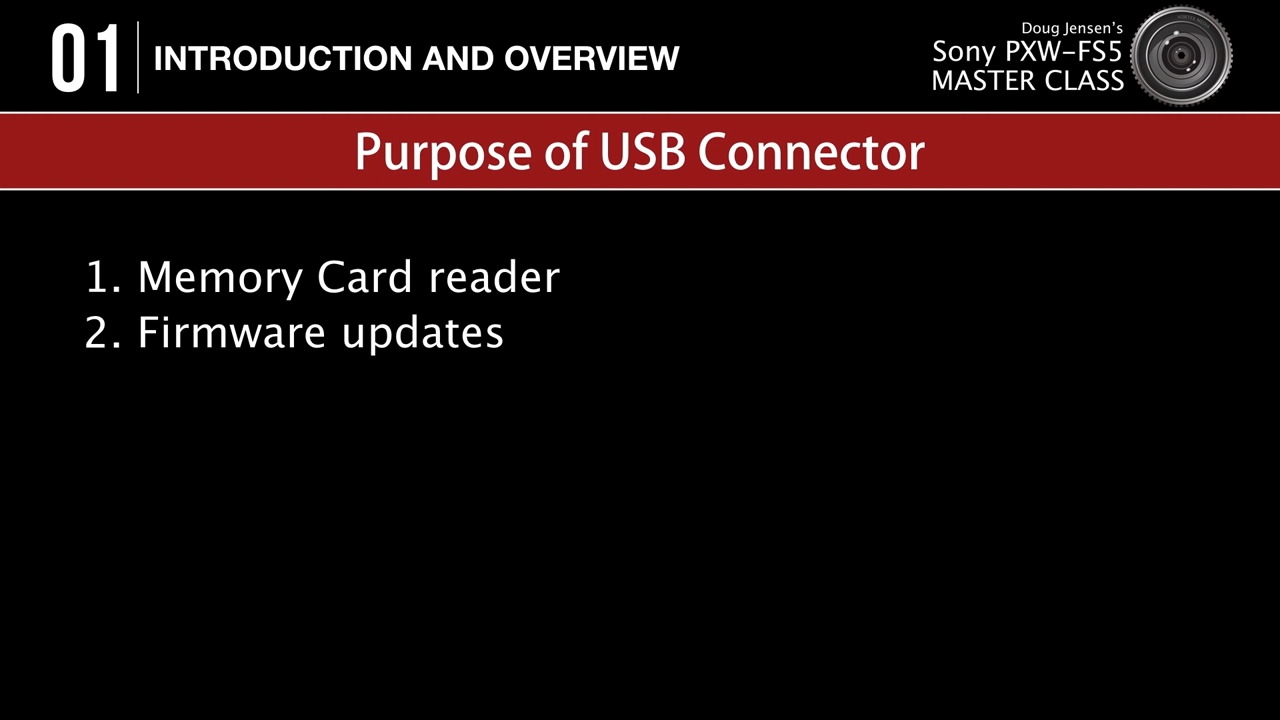 01
INTRODUCTION AND OVERVIEW
Doug Jensen's
Sony PXW-FS5
MASTER CLASS
Purpose of USB Connector
1. Memory Card reader
2. Firmware updates